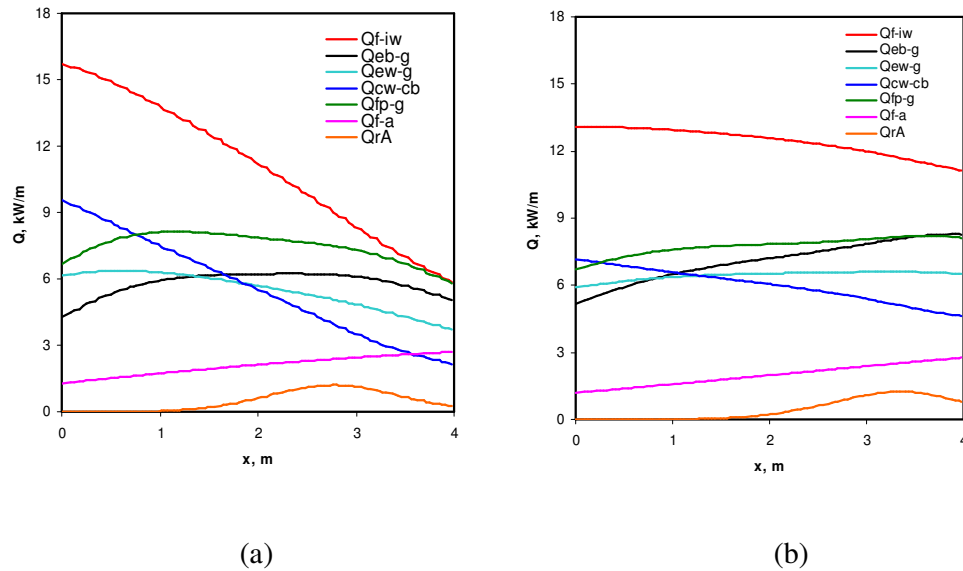 18
15
12
9
6
3
0
Q, kW/m
Qf-iw
Qeb-g
Qew-g
Qcw-cb
Qfp-g
Qf-a
QrA
0 1 2 3 4
x, m
(a)
18
15
12
9
6
3
0
Q, kW/m
Qf-iw
Qeb-g
Qew-g
Qcw-cb
Qfp-g
Qf-a
QrA
0 1 2 3 4
x, m
(b)